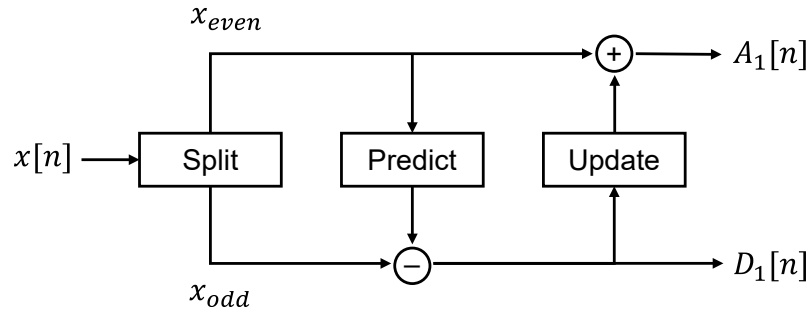 x_even
+
A_1[n]
x[n]
Split
Predict
Update
−
D_1[n]
x_odd